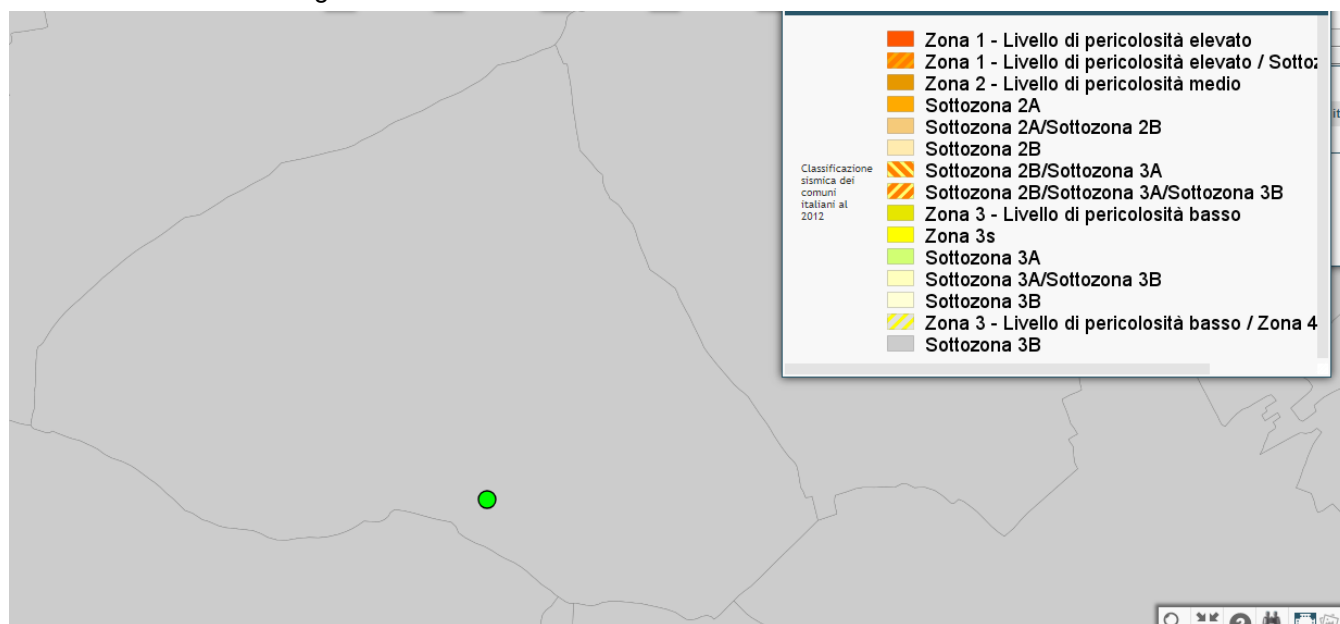 Zona 1 - Livello di pericolosità elevato
Zona 1 - Livello di pericolosità elevato / Sottoz
Zona 2 - Livello di pericolosità medio
Sottozona 2A
Sottozona 2A/Sottozona 2B
Sottozona 2B
Classificazione
sismica dei
comuni
italiani al
2012
Sottozona 2B/Sottozona 3A
Sottozona 2B/Sottozona 3A/Sottozona 3B
Zona 3 - Livello di pericolosità basso
Zona 3s
Sottozona 3A
Sottozona 3A/Sottozona 3B
Sottozona 3B
Zona 3 - Livello di pericolosità basso / Zona 4
Sottozona 3B
it